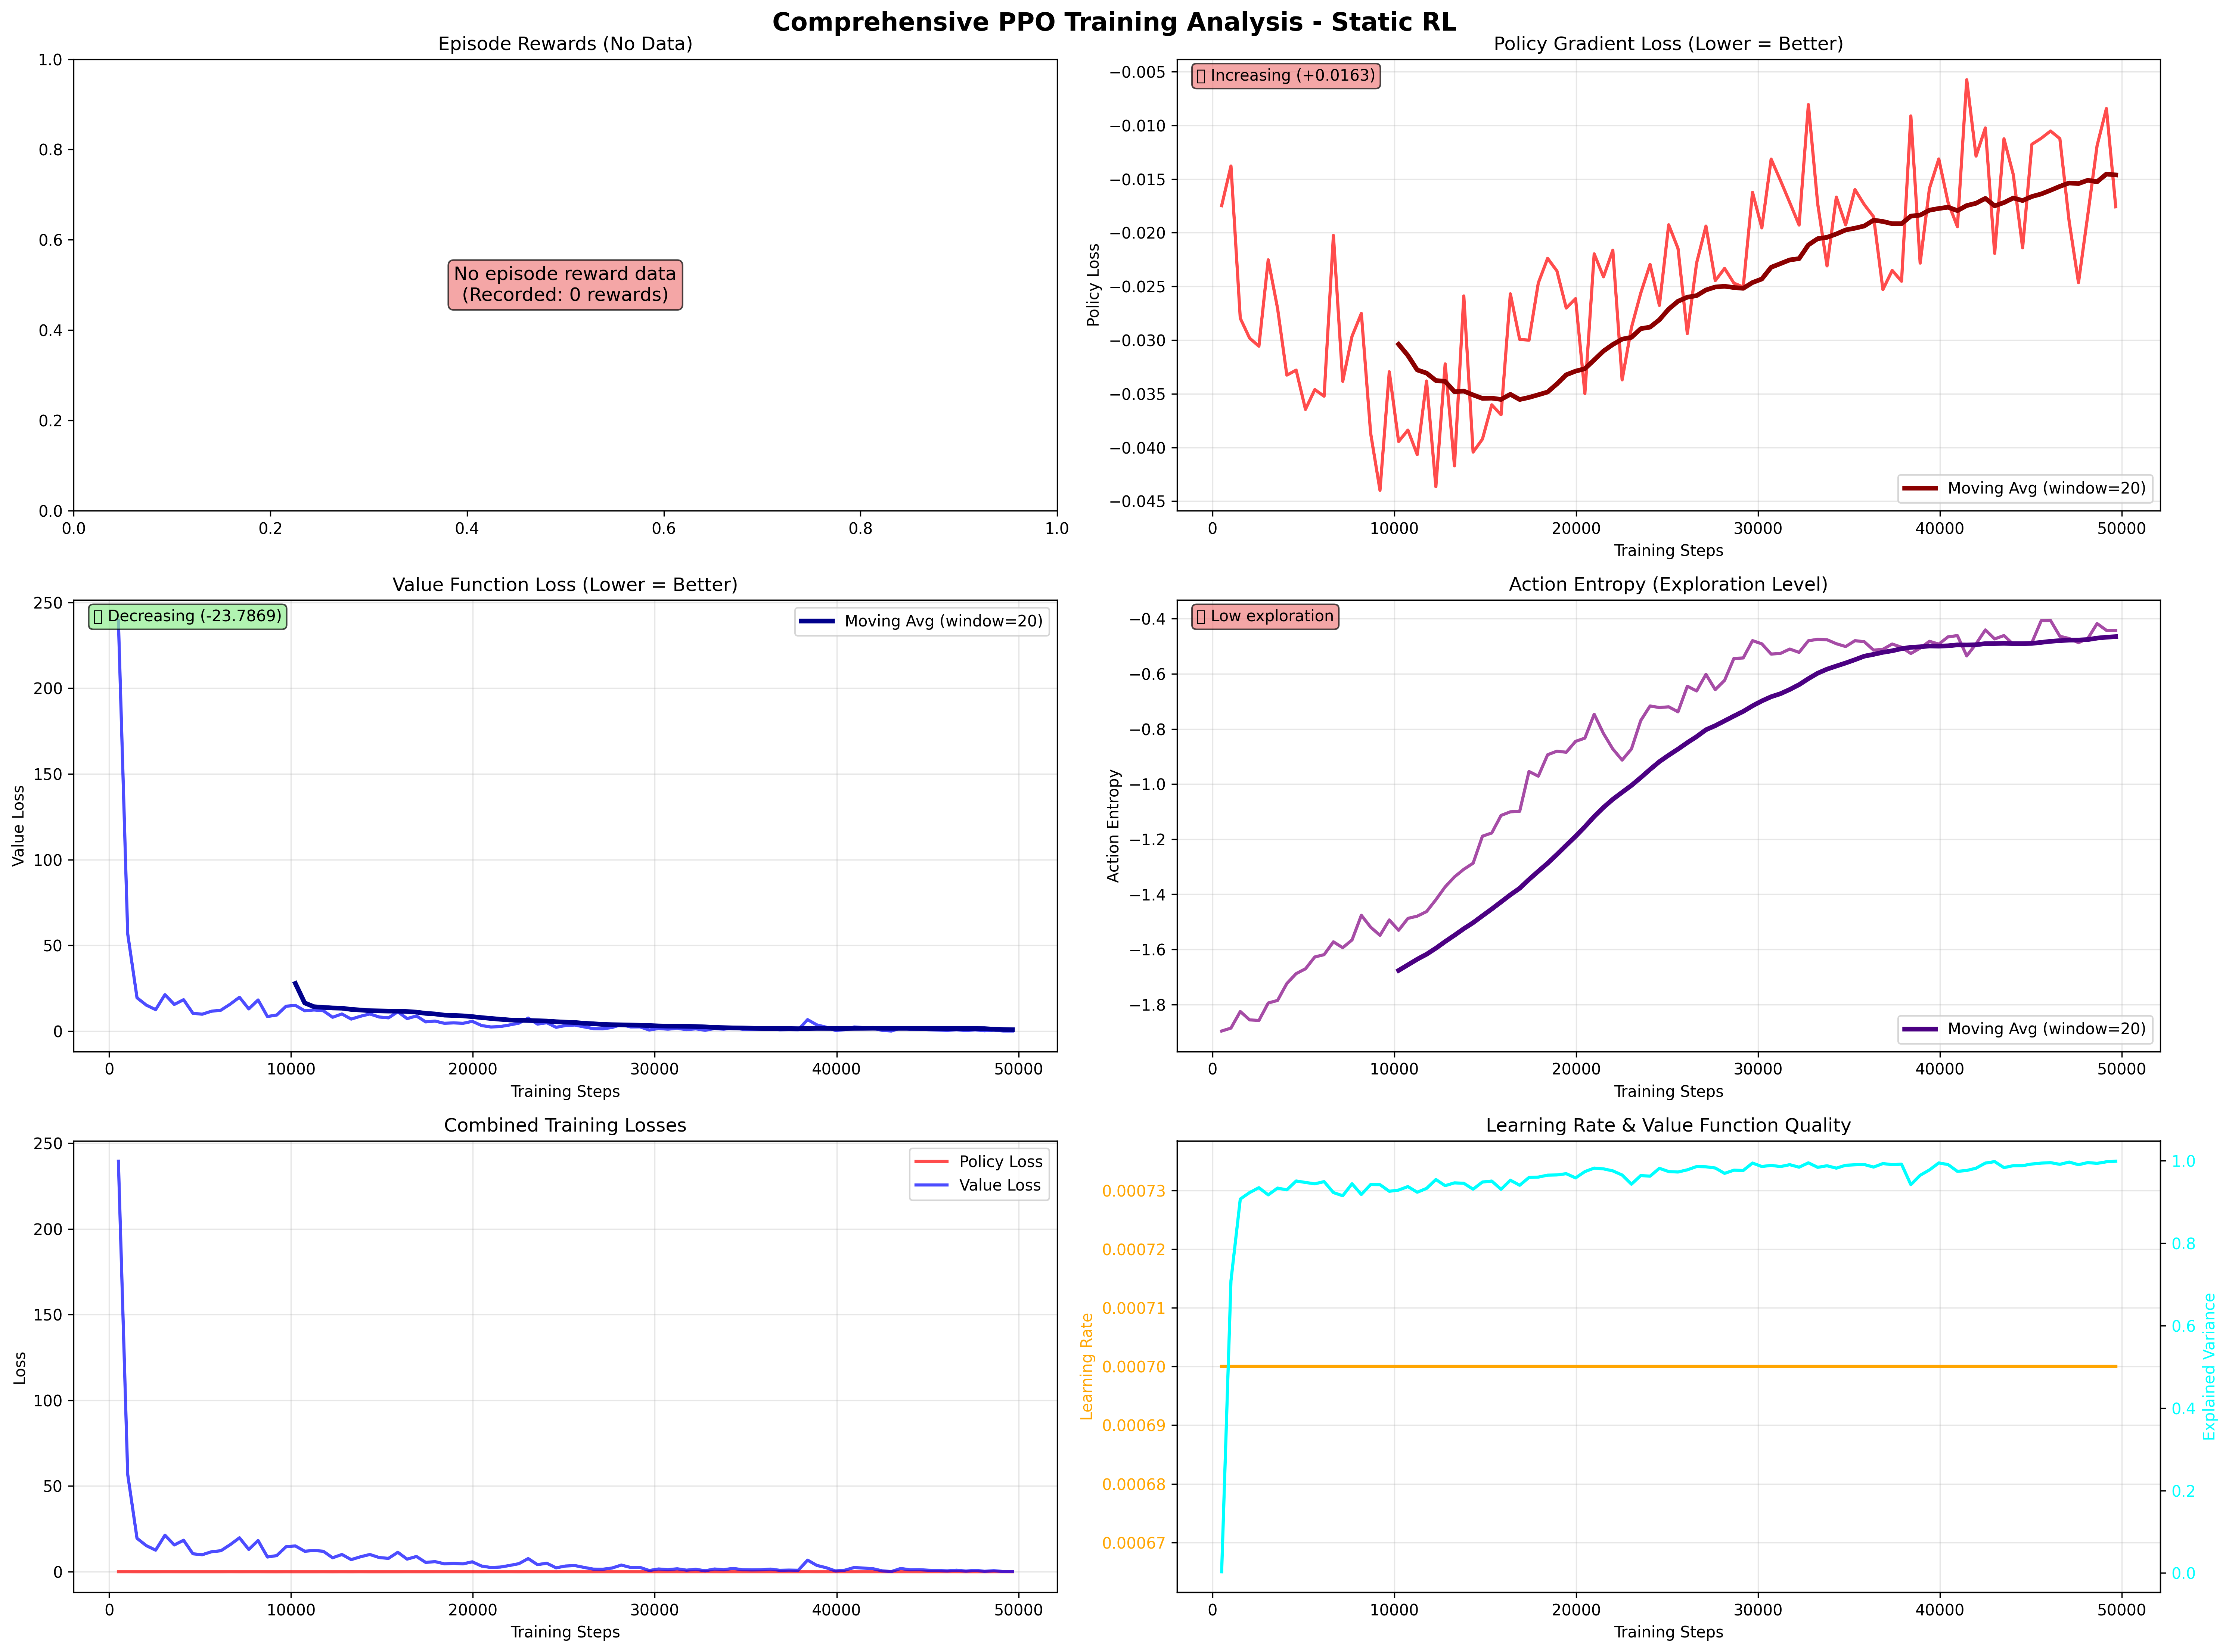 Comprehensive PPO Training Analysis - Static RL
Episode Rewards (No Data)
1.0
0.8
0.6
0.4
0.2
0.0
No episode reward data
(Recorded: 0 rewards)
0.0 0.2 0.4 0.6 0.8 1.0
Policy Gradient Loss (Lower = Better)
Increasing (+0.0163)
Policy Loss
−0.005
−0.010
−0.015
−0.020
−0.025
−0.030
−0.035
−0.040
−0.045
Moving Avg (window=20)
0 10000 20000 30000 40000 50000
Training Steps
Value Function Loss (Lower = Better)
Decreasing (-23.7869)
Moving Avg (window=20)
Value Loss
250
200
150
100
50
0
0 10000 20000 30000 40000 50000
Training Steps
Action Entropy (Exploration Level)
Low exploration
Action Entropy
−0.4
−0.6
−0.8
−1.0
−1.2
−1.4
−1.6
−1.8
Moving Avg (window=20)
0 10000 20000 30000 40000 50000
Training Steps
Combined Training Losses
Policy Loss
Value Loss
Loss
250
200
150
100
50
0
0 10000 20000 30000 40000 50000
Training Steps
Learning Rate & Value Function Quality
Learning Rate
0.00073
0.00072
0.00071
0.00070
0.00069
0.00068
0.00067
1.0
0.8
0.6
0.4
0.2
0.0
Explained Variance
0 10000 20000 30000 40000 50000
Training Steps